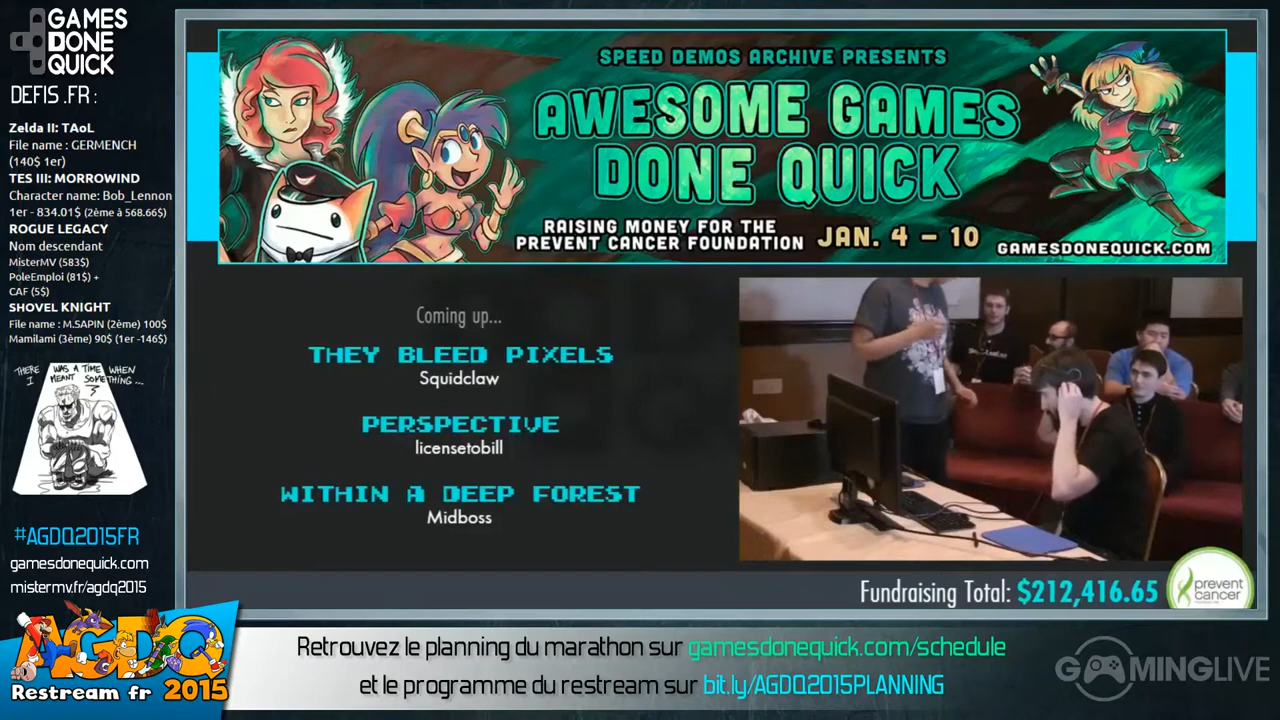 GAMES
DONE
QUICK
DEFIS .FR :
Zelda II: TAoL
File name : GERMENCH
(140$ 1er)
TES III: MORROWIND
Character name: Bob_Lennon
1er - 834.01$ (2ème à 568.66$)
ROGUE LEGACY
Nom descendant
MisterMV (583$)
PoleEmploi (81$) +
CAF (5$)
SHOVEL KNIGHT
File name : M.SAPIN (2ème) 100$
Mamilami (3ème) 90$ (1er -146$)
THERE WAS A TIME WHEN
I MEANT SOMETHING...
#AGDQ2015FR
gamesdonequick.com
mistermv.fr/agdq2015
AGDQ
Restream fr 2015
SPEED DEMOS ARCHIVE PRESENTS
AWESOME GAMES
DONE QUICK
RAISING MONEY FOR THE
PREVENT CANCER FOUNDATION
JAN. 4 – 10
GAMESDONEQUICK.COM
Coming up...
THEY BLEED PIXELS
Squidclaw
PERSPECTIVE
licensetobill
WITHIN A DEEP FOREST
Midboss
Fundraising Total: $212,416.65
prevent
cancer
Retrouvez le planning du marathon sur gamesdonequick.com/schedule
et le programme du restream sur bit.ly/AGDQ2015PLANNING
GAMINGLIVE